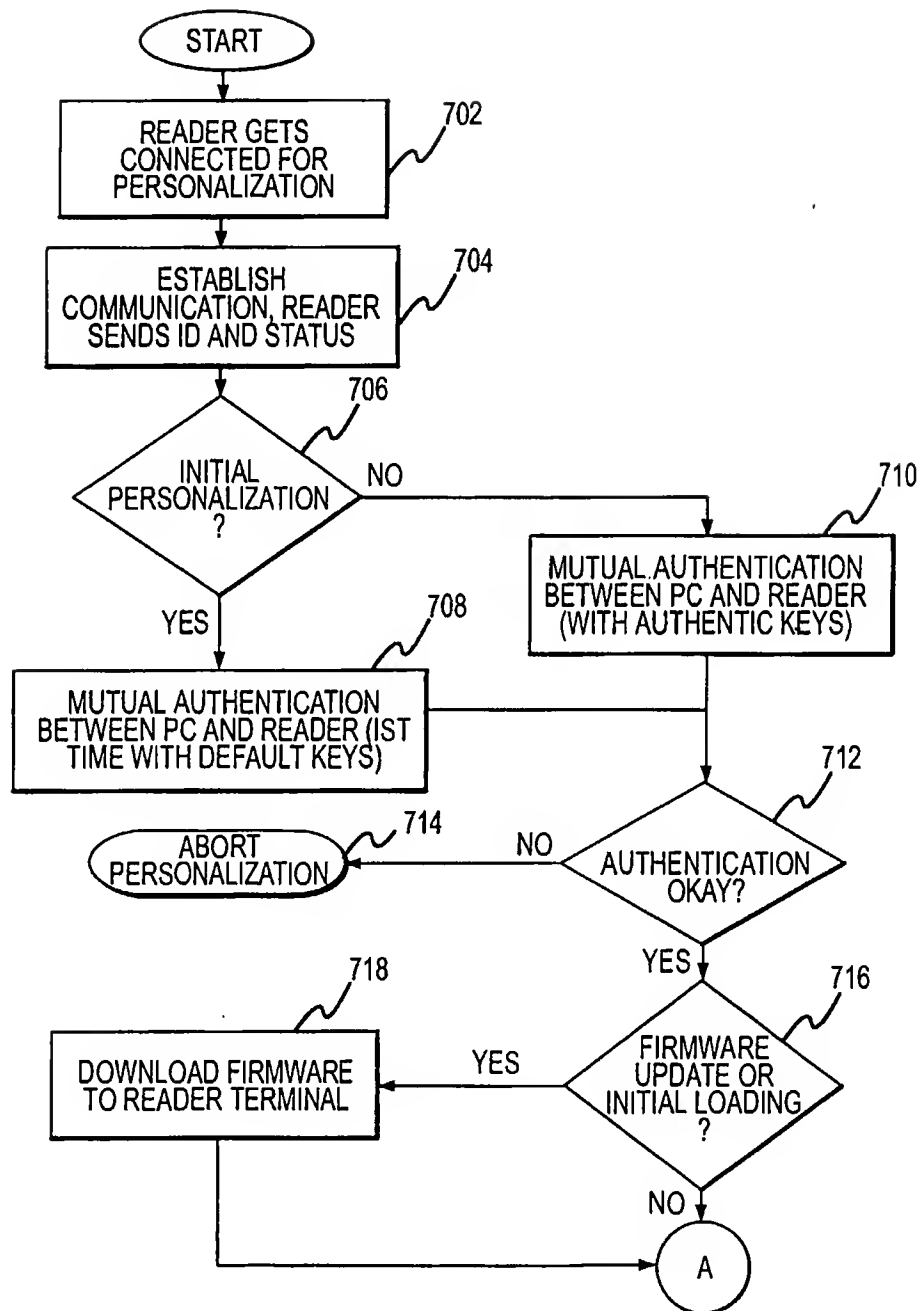 START
702
READER GETS
CONNECTED FOR
PERSONALIZATION
704
ESTABLISH
COMMUNICATION, READER
SENDS ID AND STATUS
706
INITIAL
PERSONALIZATION
?
NO
YES
710
MUTUAL.AUTHENTICATION
BETWEEN PC AND READER
(WITH AUTHENTIC KEYS)
708
MUTUAL AUTHENTICATION
BETWEEN PC AND READER (IST
TIME WITH DEFAULT KEYS)
712
AUTHENTICATION
OKAY?
NO
714
ABORT
PERSONALIZATION
YES
716
FIRMWARE
UPDATE OR
INITIAL LOADING
?
YES
718
DOWNLOAD FIRMWARE
TO READER TERMINAL
NO
A